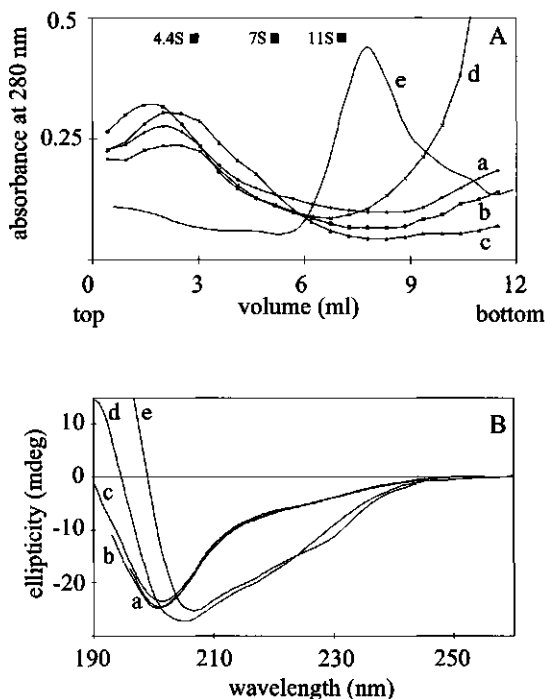 0.5
4.4S
7S
11S
A
e
d
absorbance at 280 nm
0.25
a
b
c
0
3
6
9
12
top
volume (ml)
bottom
10
d
e
B
ellipticity (mdeg)
0
c
-10
b
-20
a
190
210
230
250
wavelength (nm)